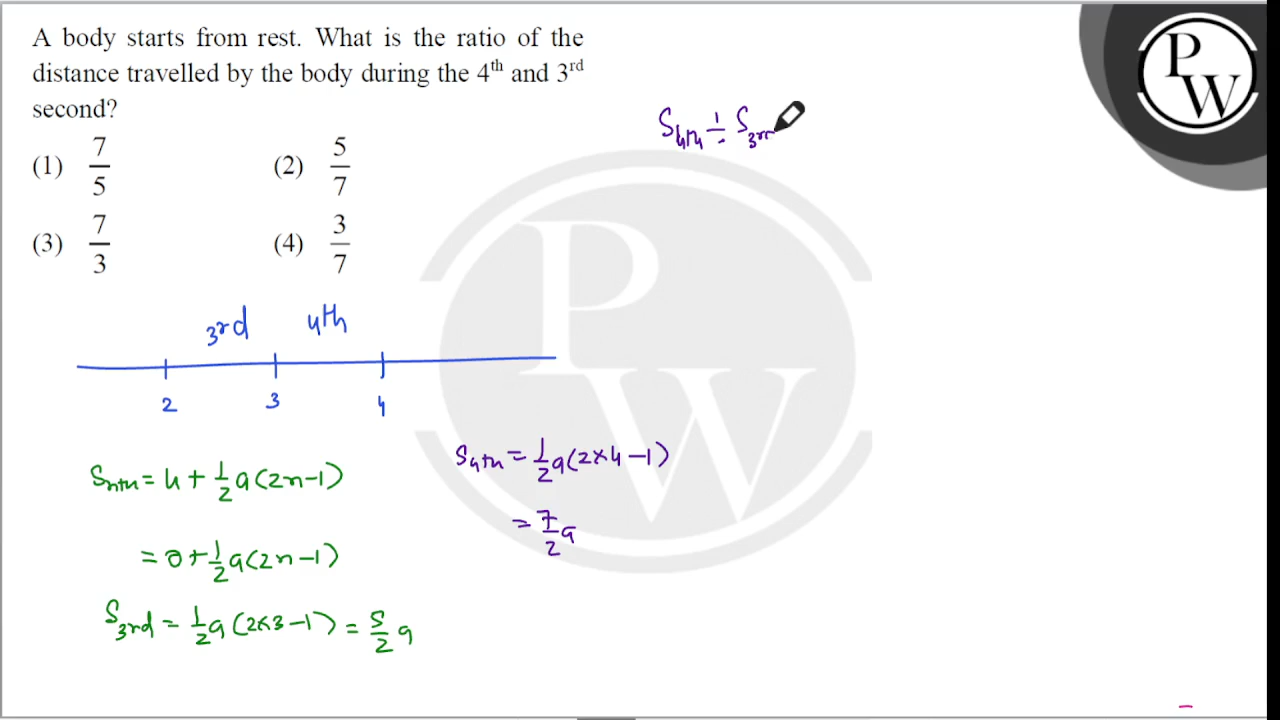 A body starts from rest. What is the ratio of the
distance travelled by the body during the 4th and 3rd
second?
(1) 7/5 (2) 5/7
(3) 7/3 (4) 3/7
3rd 4th
2 3 4
S4th ÷ S3r
Snth = u + 1/2 a(2n-1)
= 0 + 1/2 a(2n-1)
S3rd = 1/2 a (2×3-1) = 5/2 a
S4th = 1/2 a(2×4-1)
= 7/2 a
P
W
PW